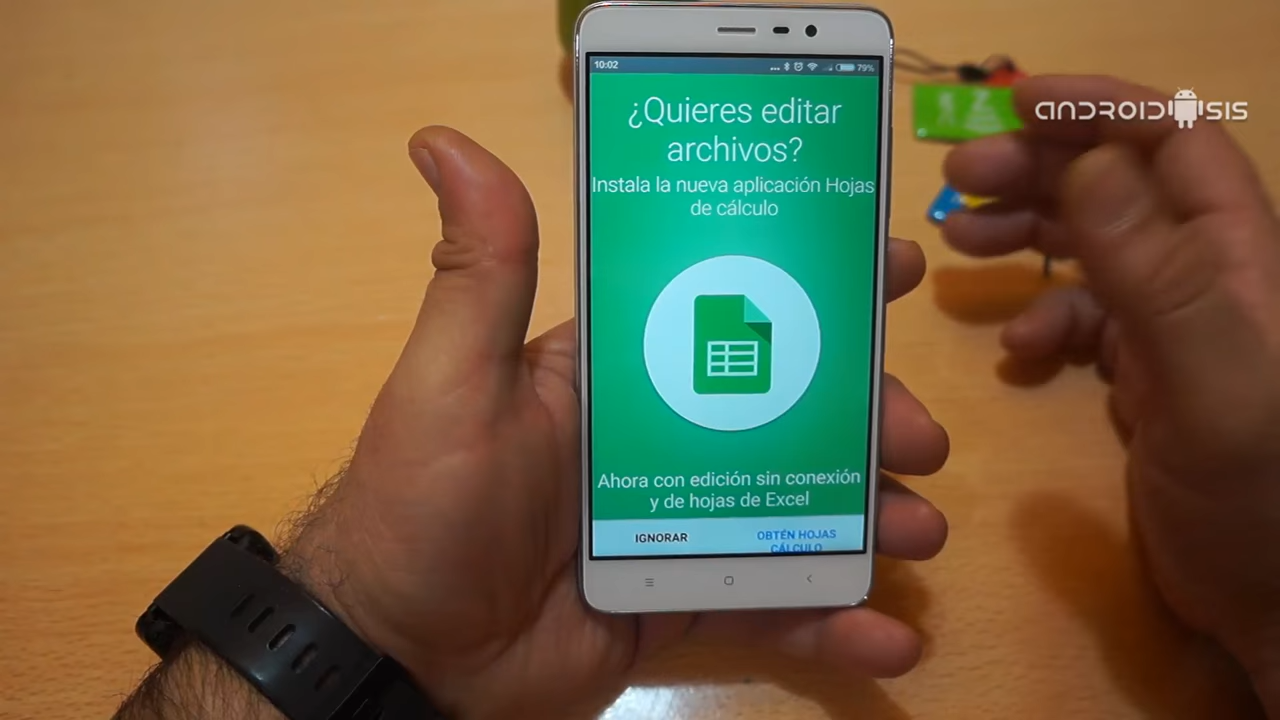 10:02
79%
¿Quieres editar
archivos?
Instala la nueva aplicación Hojas
de cálculo
Ahora con edición sin conexión
y de hojas de Excel
IGNORAR
OBTÉN HOJAS
CÁLCULO
ANDROIDSIS